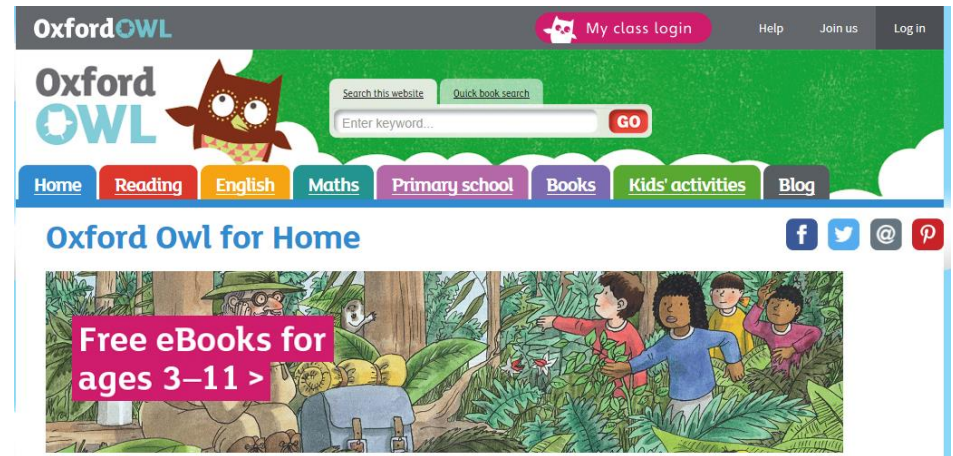 OxfordOWL
My class login
Help
Join us
Log in
Oxford
OWL
Search this website
Quick book search
Enter keyword...
GO
Home
Reading
English
Maths
Primary school
Books
Kids' activities
Blog
Oxford Owl for Home
f
@
Free eBooks for
ages 3–11 >